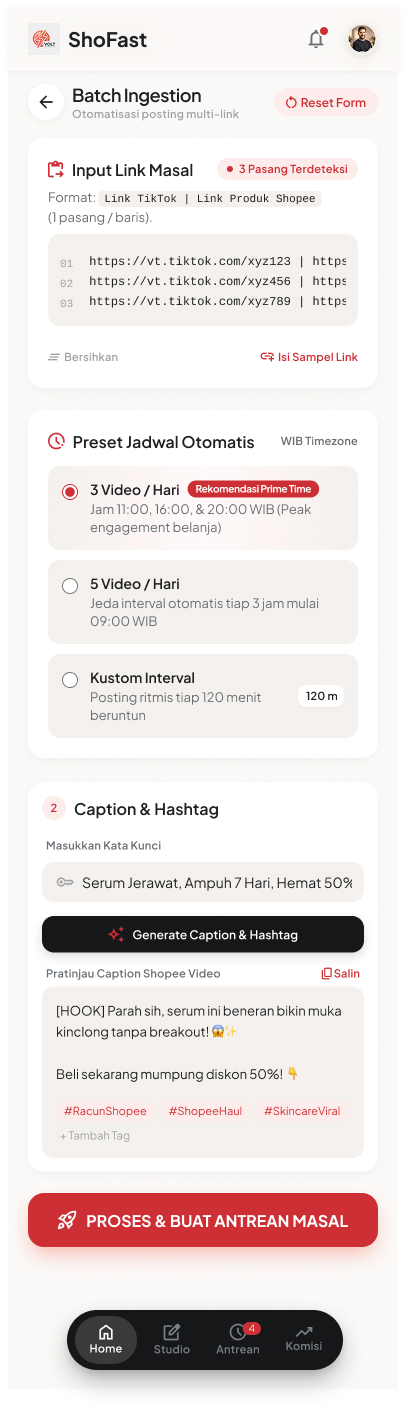 VOLT
ShoFast
Batch Ingestion
Otomatisasi posting multi-link
Reset Form
Input Link Masal
3 Pasang Terdeteksi
Format: Link TikTok | Link Produk Shopee
(1 pasang / baris).
01 https://vt.tiktok.com/xyz123 | https
02 https://vt.tiktok.com/xyz456 | https
03 https://vt.tiktok.com/xyz789 | https
Bersihkan
Isi Sampel Link
Preset Jadwal Otomatis
WIB Timezone
3 Video / Hari
Rekomendasi Prime Time
Jam 11:00, 16:00, & 20:00 WIB (Peak
engagement belanja)
5 Video / Hari
Jeda interval otomatis tiap 3 jam mulai
09:00 WIB
Kustom Interval
Posting ritmis tiap 120 menit
beruntun
120 m
2 Caption & Hashtag
Masukkan Kata Kunci
Serum Jerawat, Ampuh 7 Hari, Hemat 50%
Generate Caption & Hashtag
Pratinjau Caption Shopee Video
Salin
[HOOK] Parah sih, serum ini beneran bikin muka
kinclong tanpa breakout! 😱✨
Beli sekarang mumpung diskon 50%! 👇
#RacunShopee #ShopeeHaul #SkincareViral
+ Tambah Tag
PROSES & BUAT ANTREAN MASAL
4
Home Studio Antrean Komisi